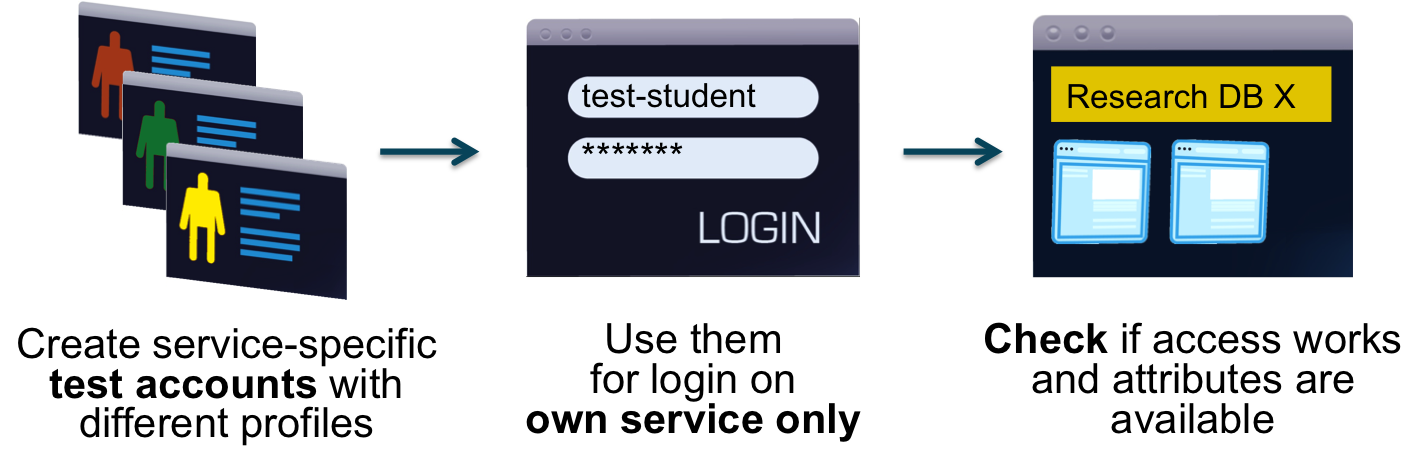 test-student
*******
LOGIN
Research DB X
Create service-specific
test accounts with
different profiles
Use them
for login on
own service only
Check if access works
and attributes are
available